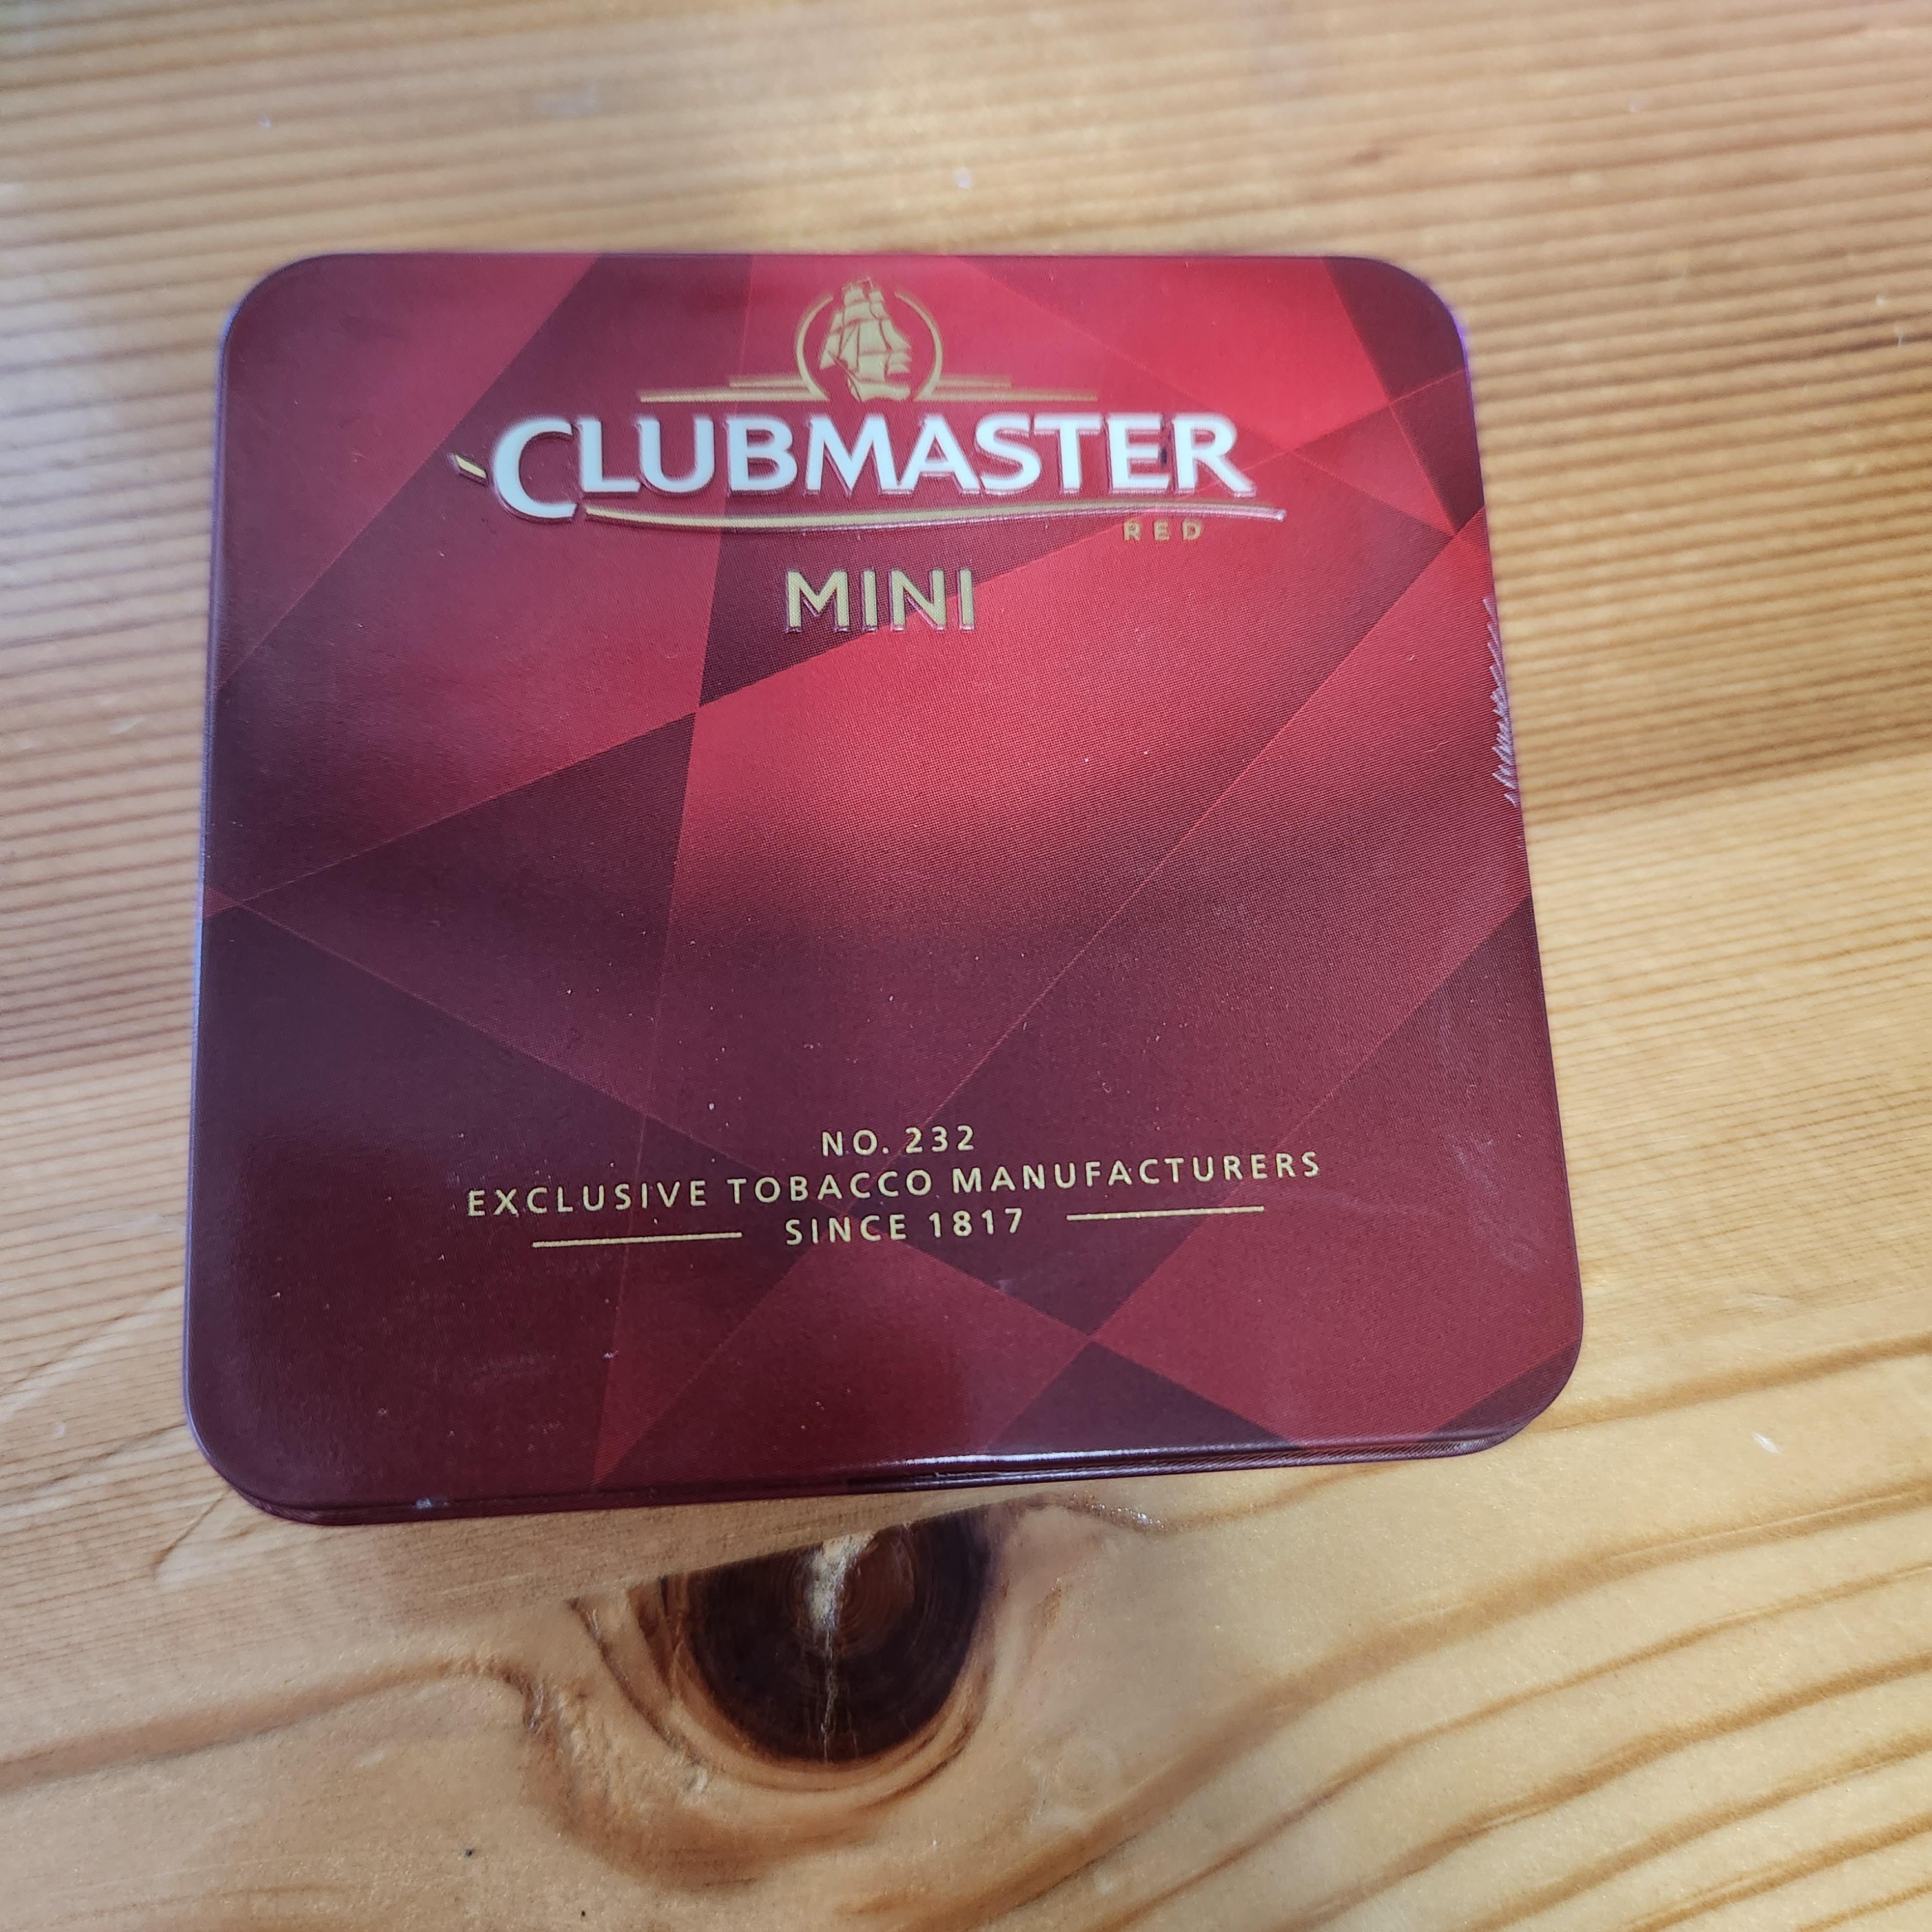 CLUBMASTER
RED
MINI
NO. 232
EXCLUSIVE TOBACCO MANUFACTURERS
SINCE 1817